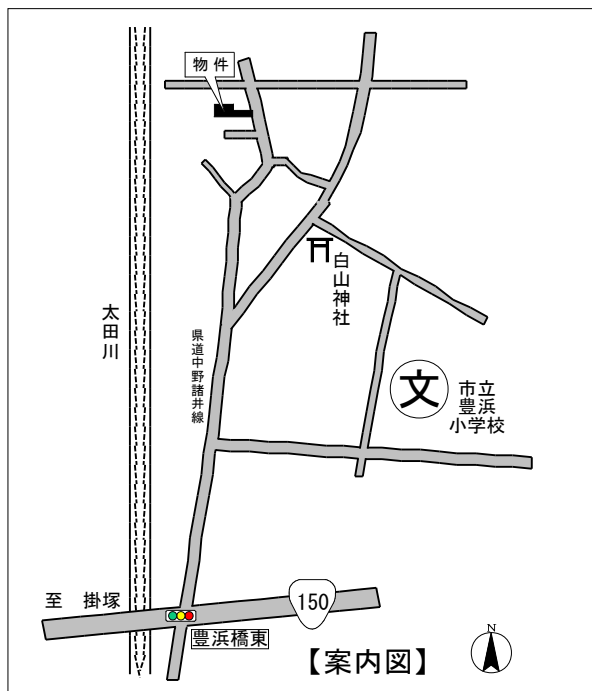 物件
白山神社
太田川
県道中野諸井線
文
市立
豊浜
小学校
至 掛塚
150
豊浜橋東
【案内図】
N